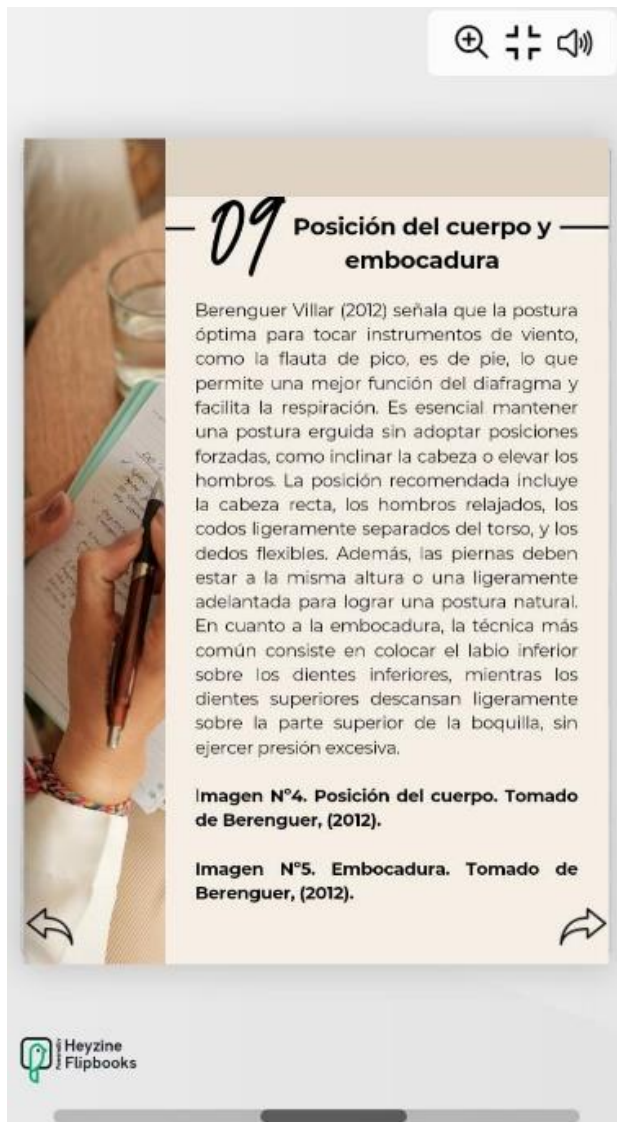 09
Posición del cuerpo y
embocadura
Berenguer Villar (2012) señala que la postura
óptima para tocar instrumentos de viento,
como la flauta de pico, es de pie, lo que
permite una mejor función del diafragma y
facilita la respiración. Es esencial mantener
una postura erguida sin adoptar posiciones
forzadas, como inclinar la cabeza o elevar los
hombros. La posición recomendada incluye
la cabeza recta, los hombros relajados, los
codos ligeramente separados del torso, y los
dedos flexibles. Además, las piernas deben
estar a la misma altura o una ligeramente
adelantada para lograr una postura natural.
En cuanto a la embocadura, la técnica más
común consiste en colocar el labio inferior
sobre los dientes inferiores, mientras los
dientes superiores descansan ligeramente
sobre la parte superior de la boquilla, sin
ejercer presión excesiva.
Imagen Nº4. Posición del cuerpo. Tomado
de Berenguer, (2012).
Imagen Nº5. Embocadura. Tomado de
Berenguer, (2012).
Heyzine
Flipbooks